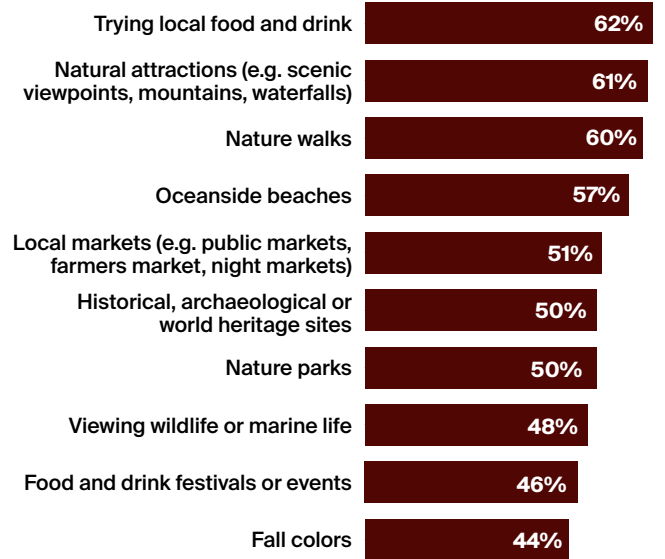 Trying local food and drink 62%
Natural attractions (e.g. scenic
viewpoints, mountains, waterfalls) 61%
Nature walks 60%
Oceanside beaches 57%
Local markets (e.g. public markets,
farmers market, night markets) 51%
Historical, archaeological or
world heritage sites 50%
Nature parks 50%
Viewing wildlife or marine life 48%
Food and drink festivals or events 46%
Fall colors 44%